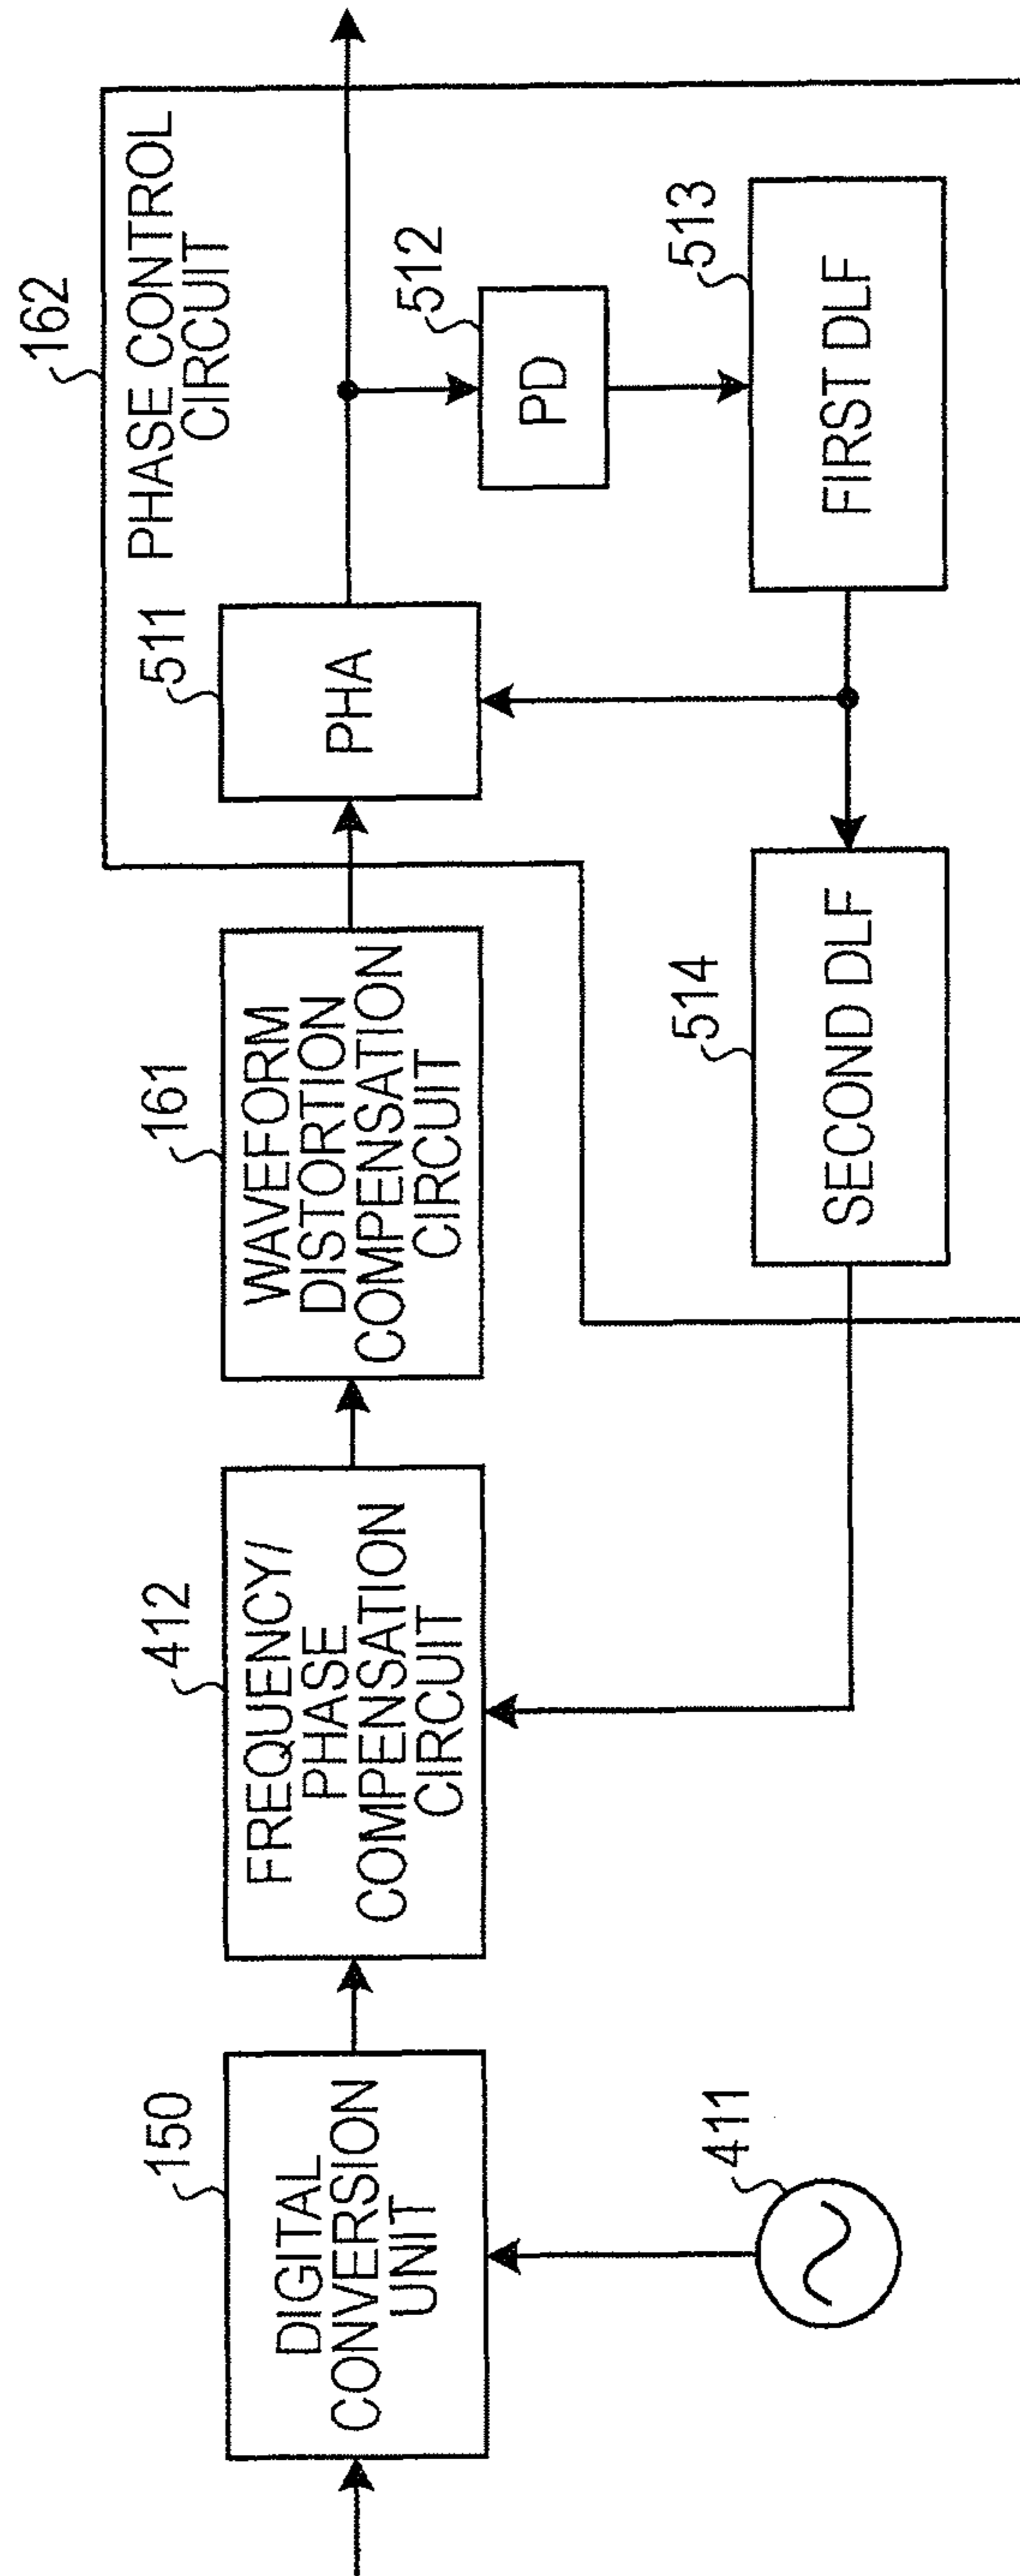 162
PHASE CONTROL
CIRCUIT
511
PHA
512
PD
513
FIRST DLF
514
SECOND DLF
161
WAVEFORM
DISTORTION
COMPENSATION
CIRCUIT
412
FREQUENCY/
PHASE
COMPENSATION
CIRCUIT
150
DIGITAL
CONVERSION
UNIT
411